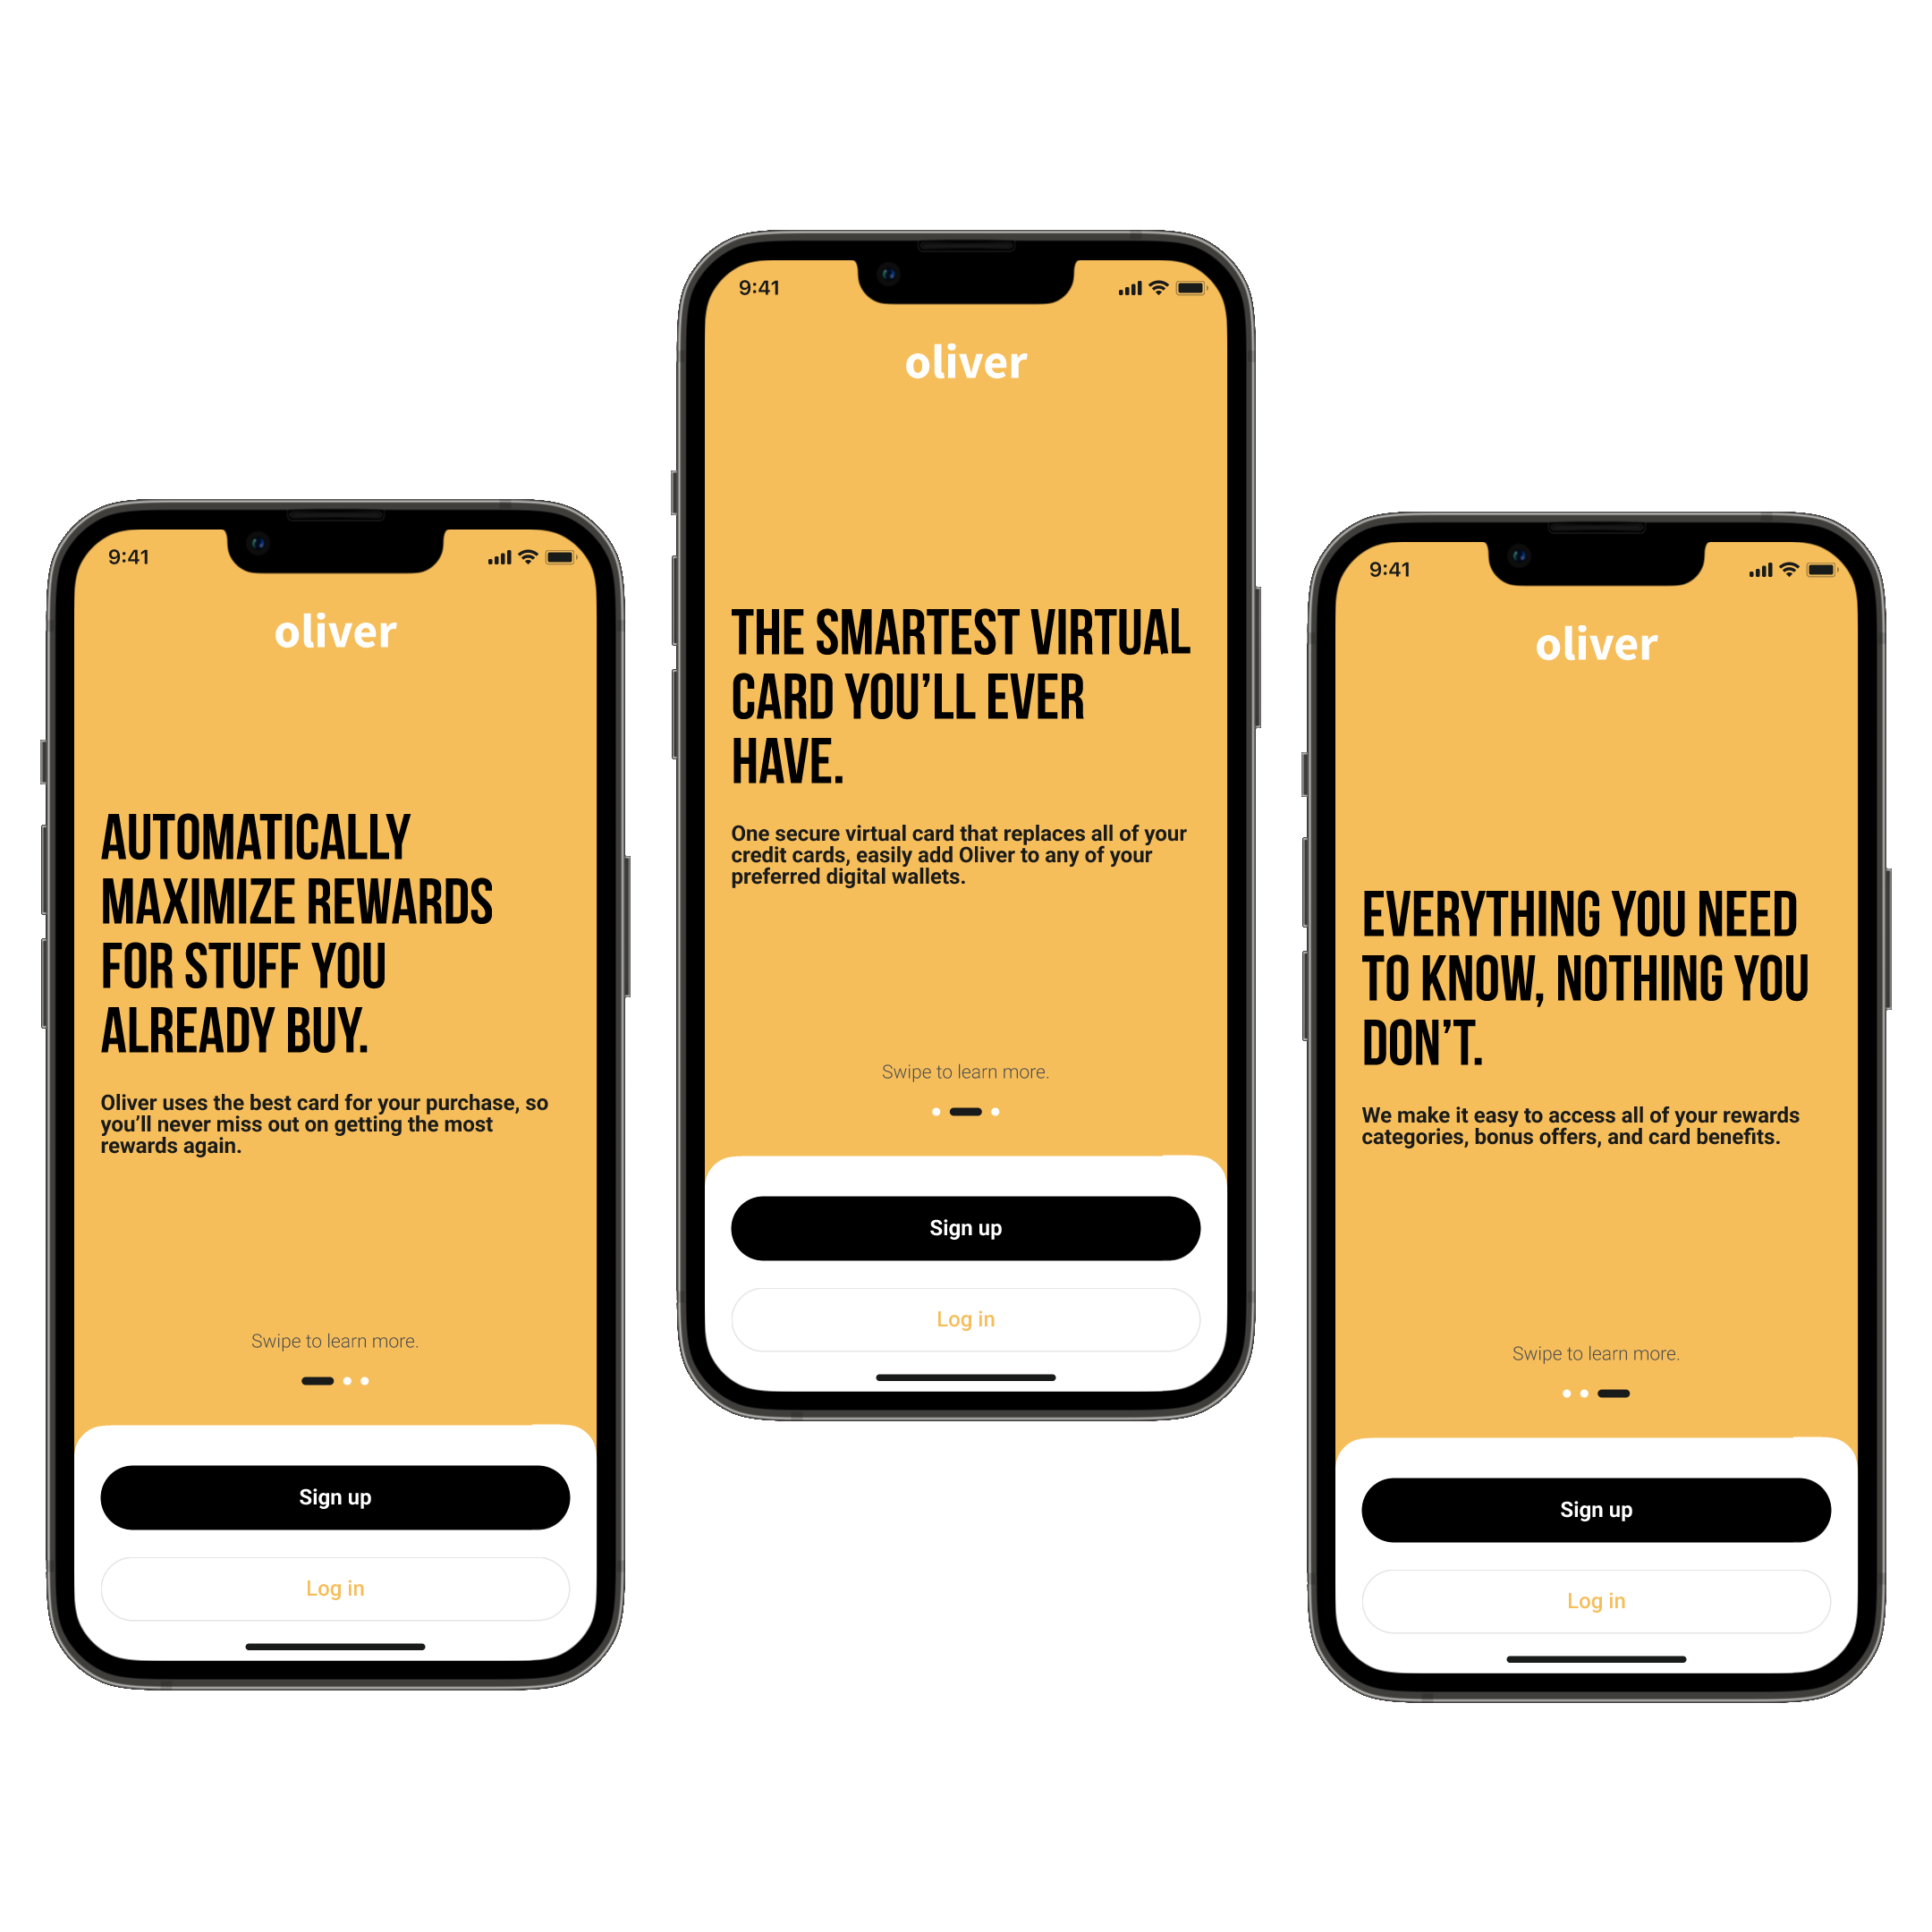 9:41
oliver
AUTOMATICALLY
MAXIMIZE REWARDS
FOR STUFF YOU
ALREADY BUY.
Oliver uses the best card for your purchase, so
you’ll never miss out on getting the most
rewards again.
Swipe to learn more.
Sign up
Log in
9:41
oliver
THE SMARTEST VIRTUAL
CARD YOU’LL EVER
HAVE.
One secure virtual card that replaces all of your
credit cards, easily add Oliver to any of your
preferred digital wallets.
Swipe to learn more.
Sign up
Log in
9:41
oliver
EVERYTHING YOU NEED
TO KNOW, NOTHING YOU
DON’T.
We make it easy to access all of your rewards
categories, bonus offers, and card benefits.
Swipe to learn more.
Sign up
Log in